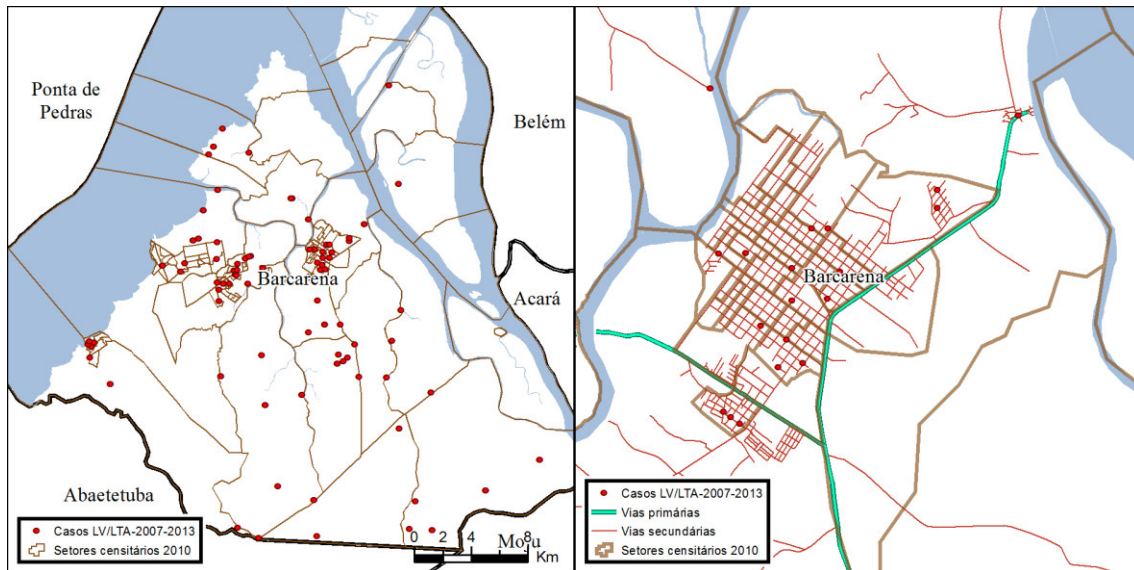 Ponta de
Pedras
Belém
Barcarena
Acará
Abaetetuba
Casos LV/LTA-2007-2013
Setores censitários 2010
Moju
0 2 4 8
Km
Barcarena
Casos LV/LTA-2007-2013
Vias primárias
Vias secundárias
Setores censitários 2010